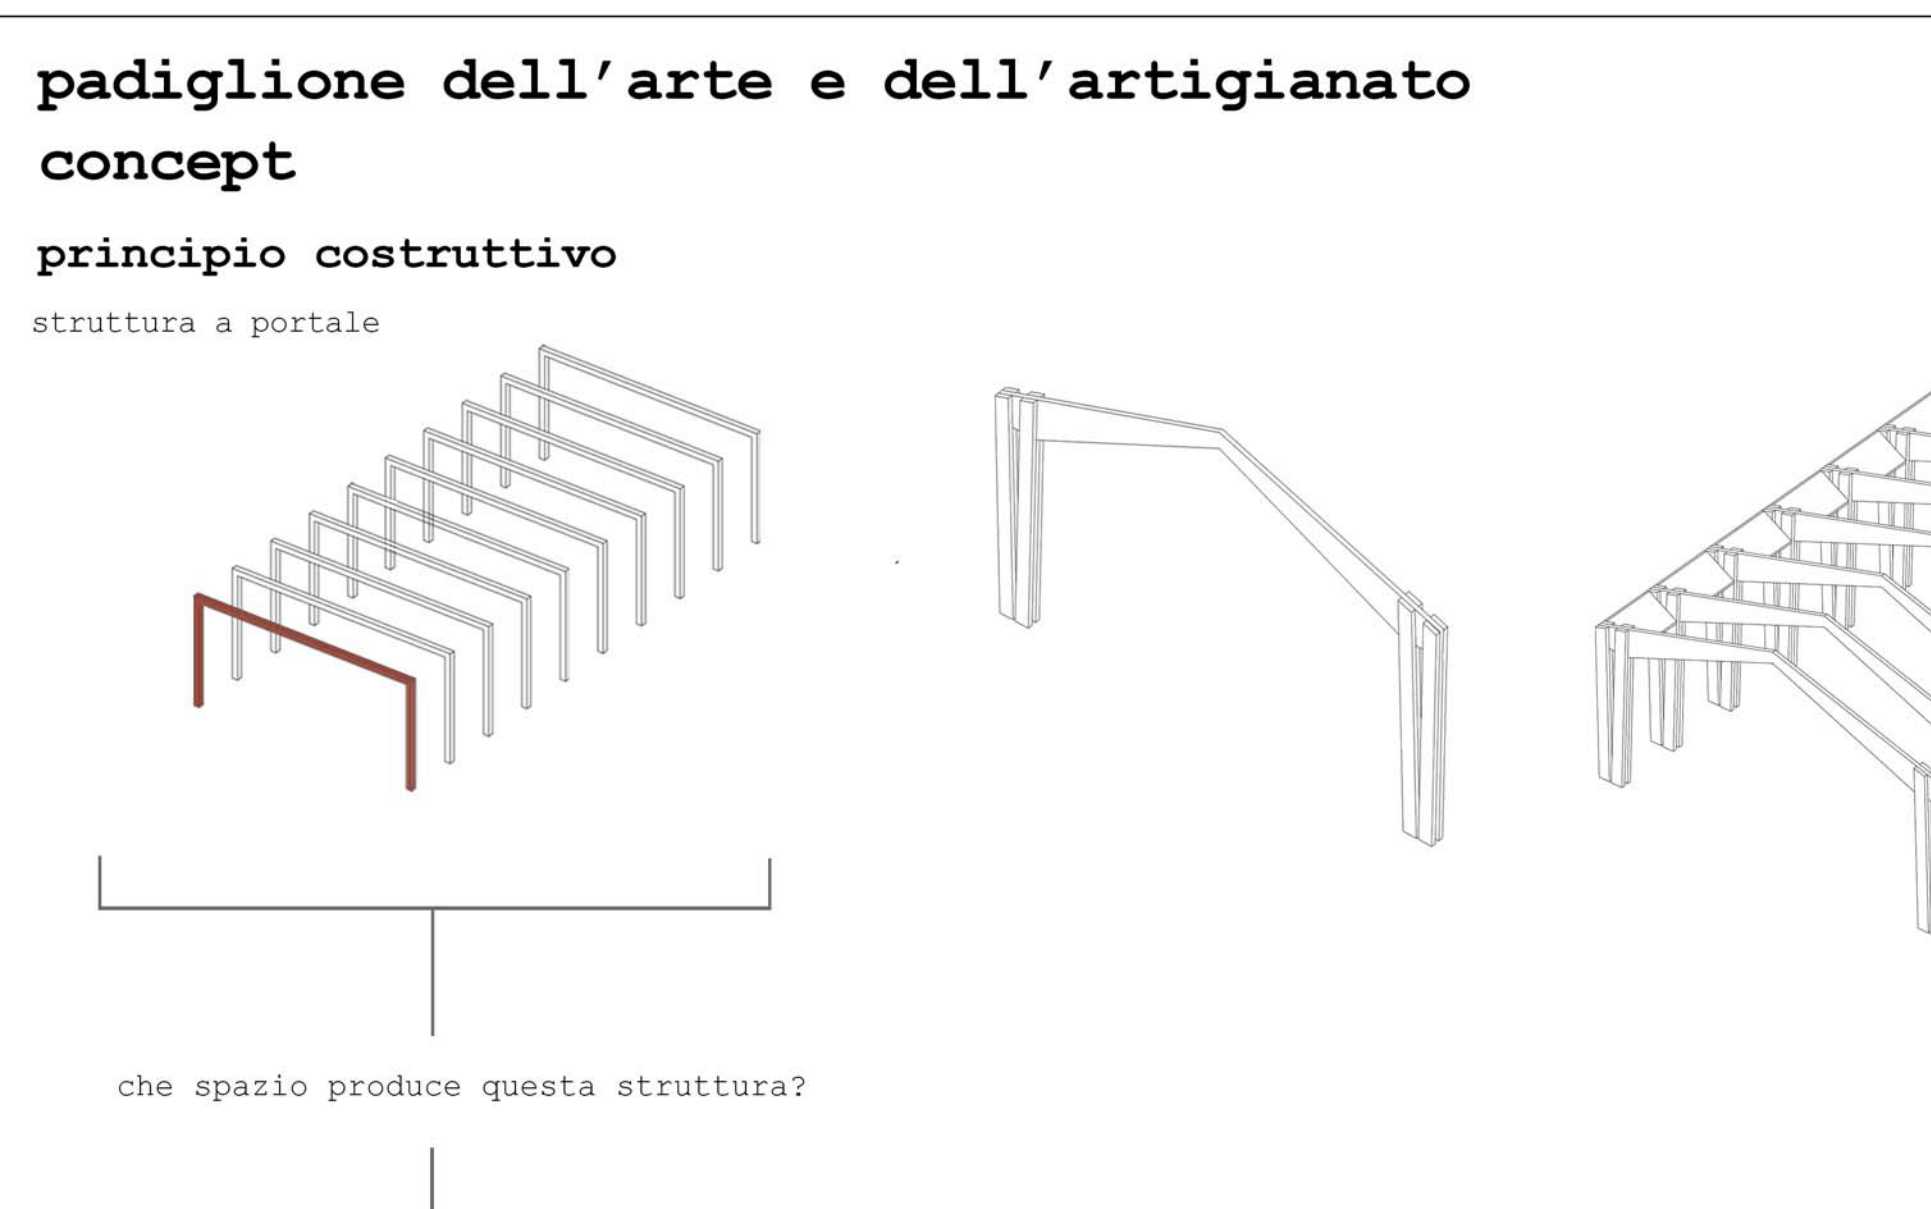 padiglione dell’arte e dell’artigianato
concept
principio costruttivo
struttura a portale
che spazio produce questa struttura?